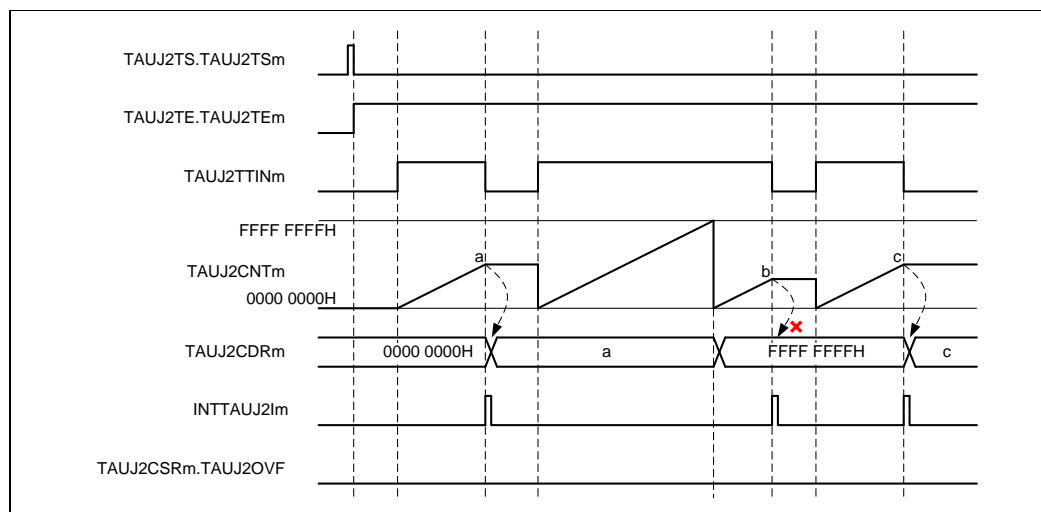 TAUJ2TS.TAUJ2TSm
TAUJ2TE.TAUJ2TEm
TAUJ2TTINm
FFFF FFFFH
TAUJ2CNTm
0000 0000H
a
b
c
TAUJ2CDRm
0000 0000H
a
FFFF FFFFH
c
INTTAUJ2Im
TAUJ2CSRm.TAUJ2OVF